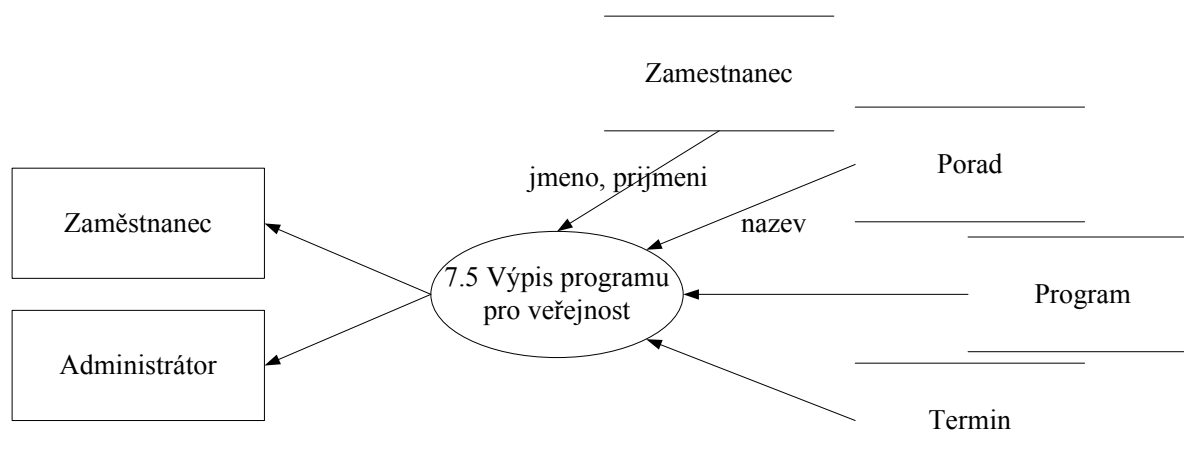 Zamestnanec
Porad
jmeno, prijmeni
Zaměstnanec
nazev
7.5 Výpis programu
pro veřejnost
Program
Administrátor
Termin